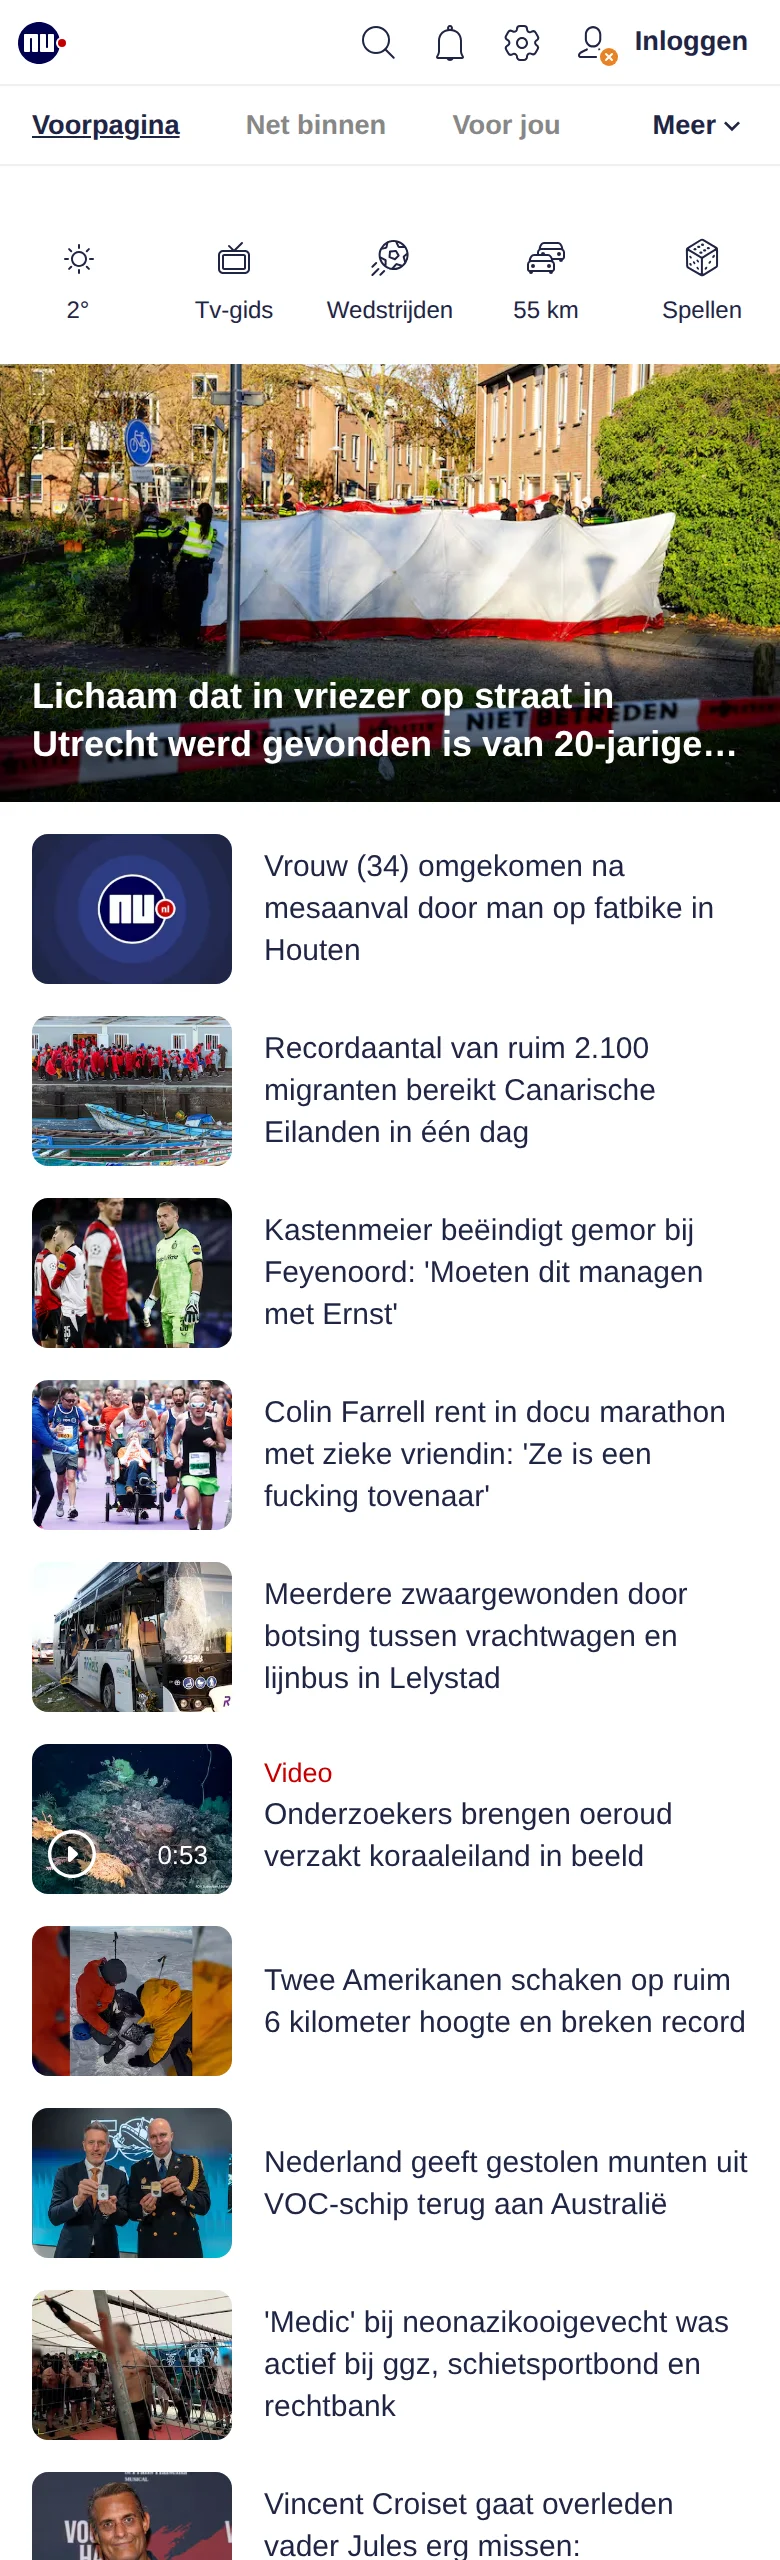 nu
Inloggen
Voorpagina
Net binnen
Voor jou
Meer
2°
Tv-gids
Wedstrijden
55 km
Spellen
NIET BETREDEN
Lichaam dat in vriezer op straat in
Utrecht werd gevonden is van 20-jarige...
nu
nl
Vrouw (34) omgekomen na
mesaanval door man op fatbike in
Houten
Recordaantal van ruim 2.100
migranten bereikt Canarische
Eilanden in één dag
Kastenmeier beëindigt gemor bij
Feyenoord: 'Moeten dit managen
met Ernst'
Colin Farrell rent in docu marathon
met zieke vriendin: 'Ze is een
fucking tovenaar'
Meerdere zwaargewonden door
botsing tussen vrachtwagen en
lijnbus in Lelystad
Video
0:53
Onderzoekers brengen oeroud
verzakt koraaleiland in beeld
Twee Amerikanen schaken op ruim
6 kilometer hoogte en breken record
Nederland geeft gestolen munten uit
VOC-schip terug aan Australië
'Medic' bij neonazikooigevecht was
actief bij ggz, schietsportbond en
rechtbank
MUSICAL
Vincent Croiset gaat overleden
vader Jules erg missen: